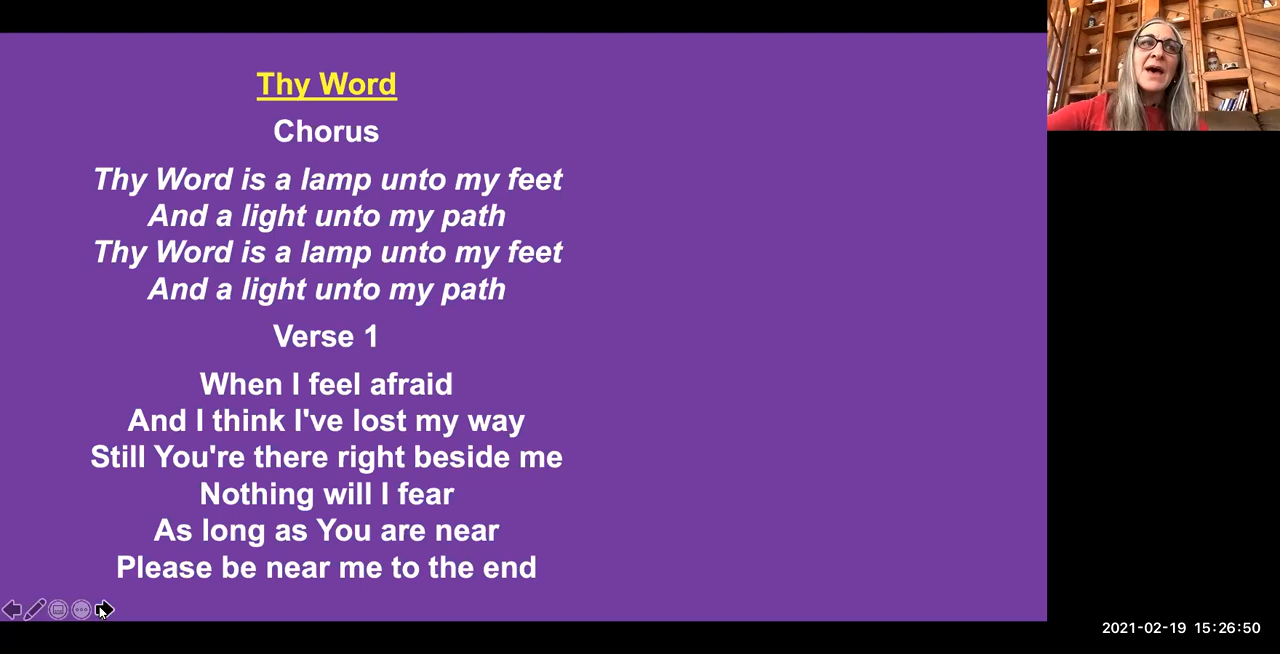 Thy Word
Chorus
Thy Word is a lamp unto my feet
And a light unto my path
Thy Word is a lamp unto my feet
And a light unto my path
Verse 1
When I feel afraid
And I think I've lost my way
Still You're there right beside me
Nothing will I fear
As long as You are near
Please be near me to the end
2021-02-19 15:26:50